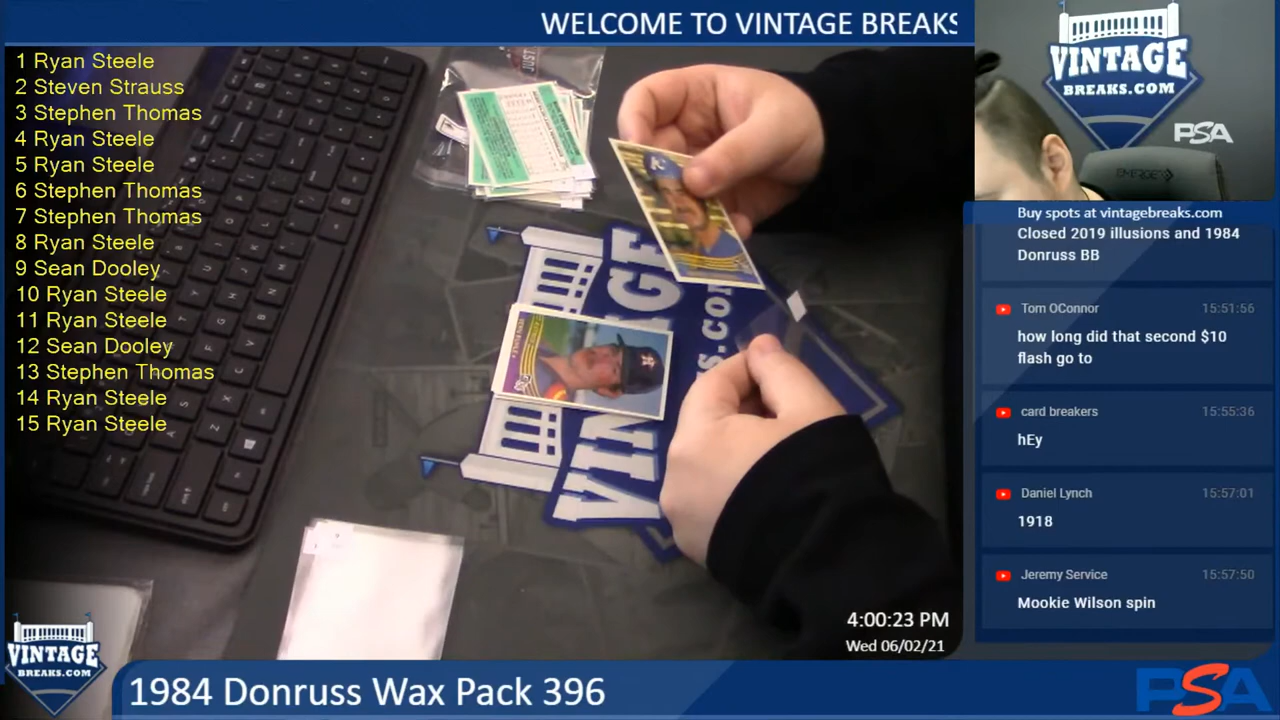 WELCOME TO VINTAGE BREAKS
1 Ryan Steele
2 Steven Strauss
3 Stephen Thomas
4 Ryan Steele
5 Ryan Steele
6 Stephen Thomas
7 Stephen Thomas
8 Ryan Steele
9 Sean Dooley
10 Ryan Steele
11 Ryan Steele
12 Sean Dooley
13 Stephen Thomas
14 Ryan Steele
15 Ryan Steele
VINTAGE
BREAKS.COM
PSA
Buy spots at vintagebreaks.com
Closed 2019 illusions and 1984
Donruss BB
Tom OConnor 15:51:56
how long did that second $10
flash go to
card breakers 15:55:36
hEy
Daniel Lynch 15:57:01
1918
Jeremy Service 15:57:50
Mookie Wilson spin
4:00:23 PM
Wed 06/02/21
VINTAGE
BREAKS.COM
1984 Donruss Wax Pack 396
PSA